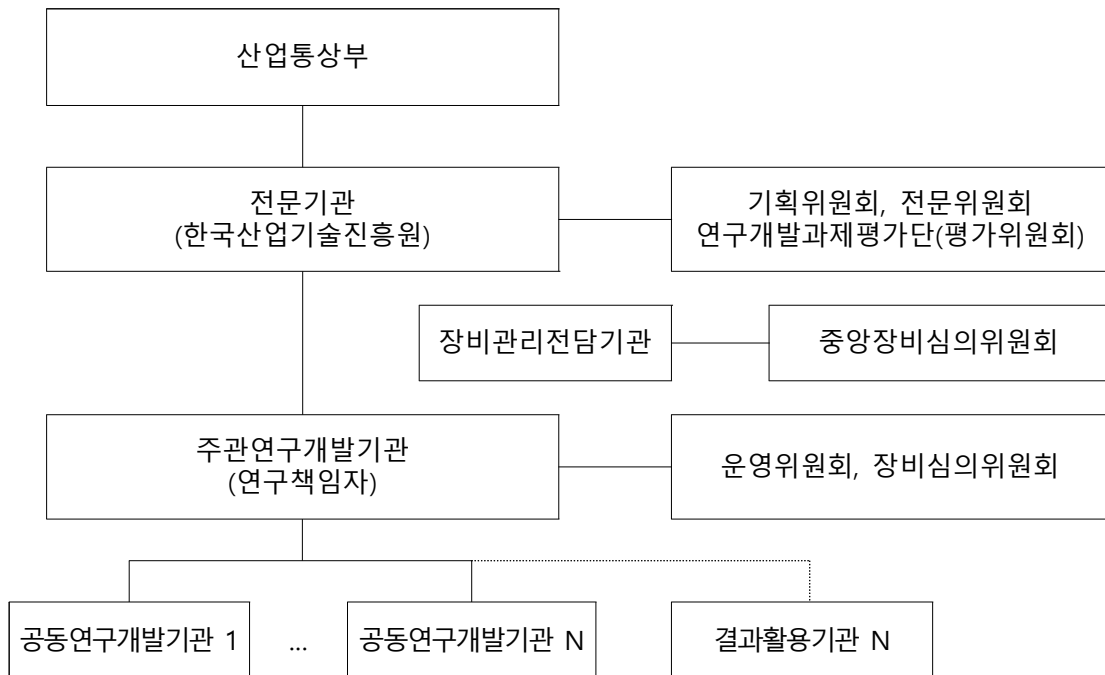 산업통상부
전문기관
(한국산업기술진흥원)
기획위원회, 전문위원회
연구개발과제평가단(평가위원회)
장비관리전담기관
중앙장비심의위원회
주관연구개발기관
(연구책임자)
운영위원회, 장비심의위원회
공동연구개발기관 1
...
공동연구개발기관 N
결과활용기관 N